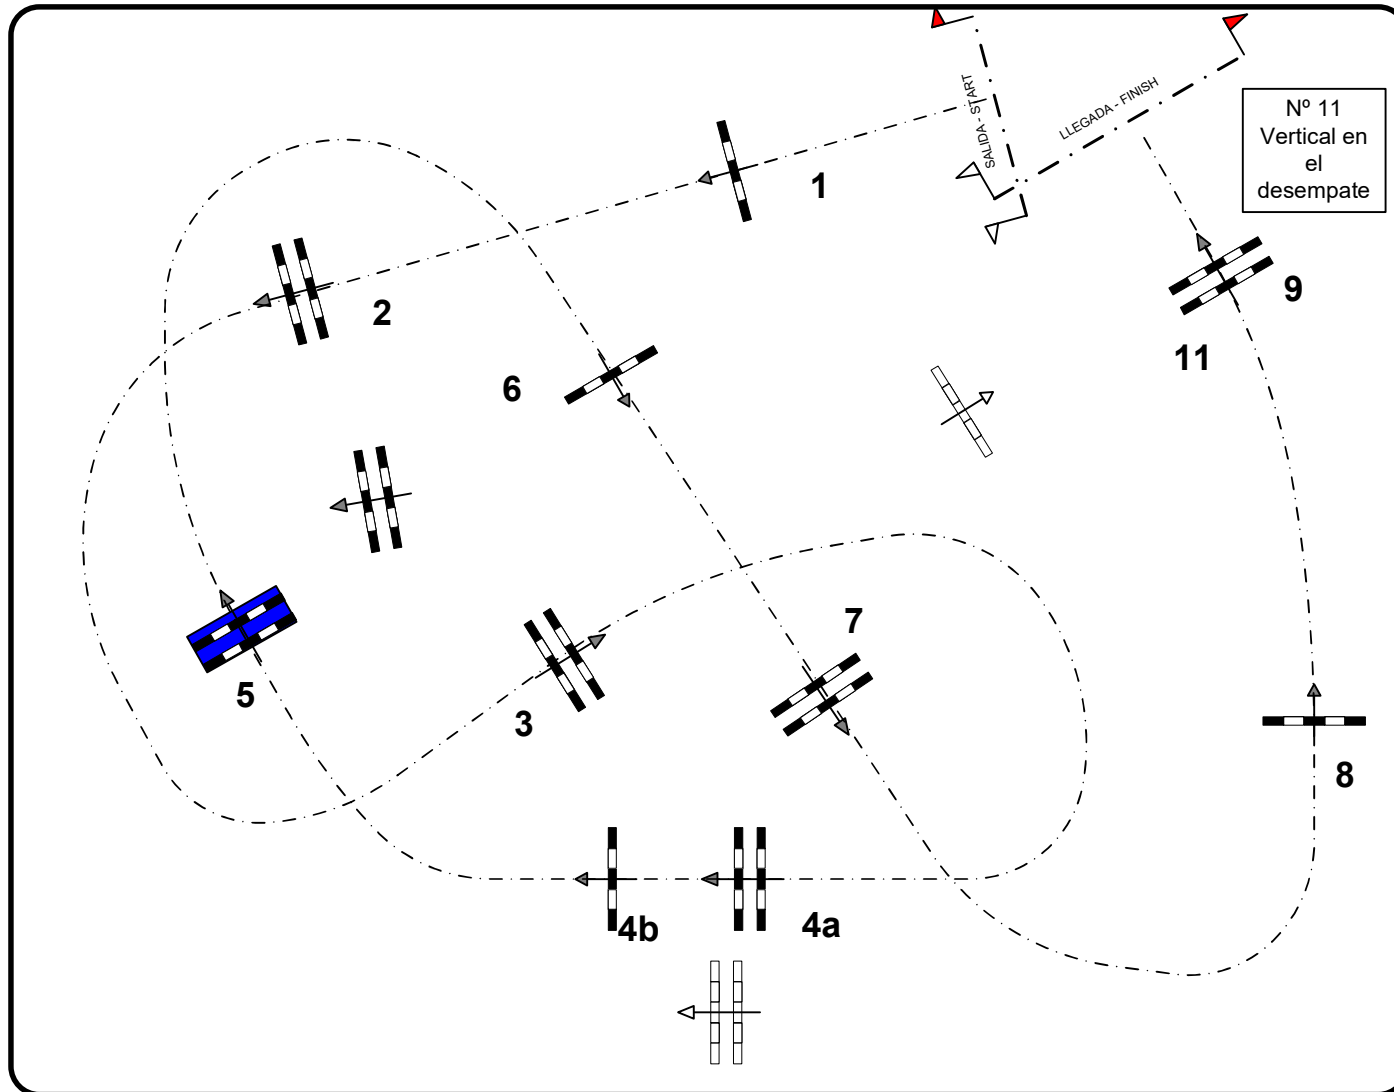 SALIDA - START
LLEGADA - FINISH
Nº 11
Vertical en
el
desempate
1
2
9
11
6
7
5
3
8
4b
4a